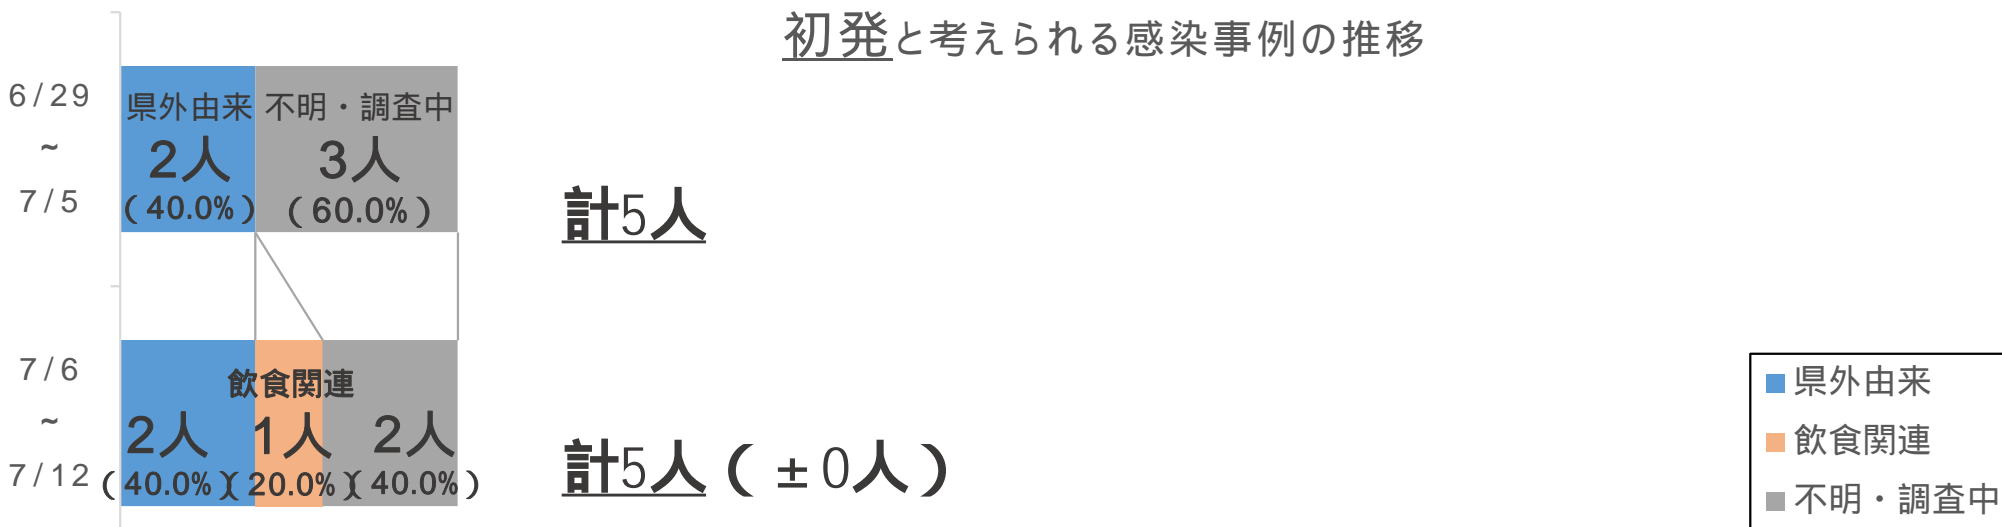 初発と考えられる感染事例の推移
6/29
~
7/5
県外由来
2人
(40.0%)
不明・調査中
3人
(60.0%)
計5人
7/6
~
7/12
2人
(40.0%)
飲食関連
1人
(20.0%)
2人
(40.0%)
計5人(±0人)
県外由来
飲食関連
不明・調査中